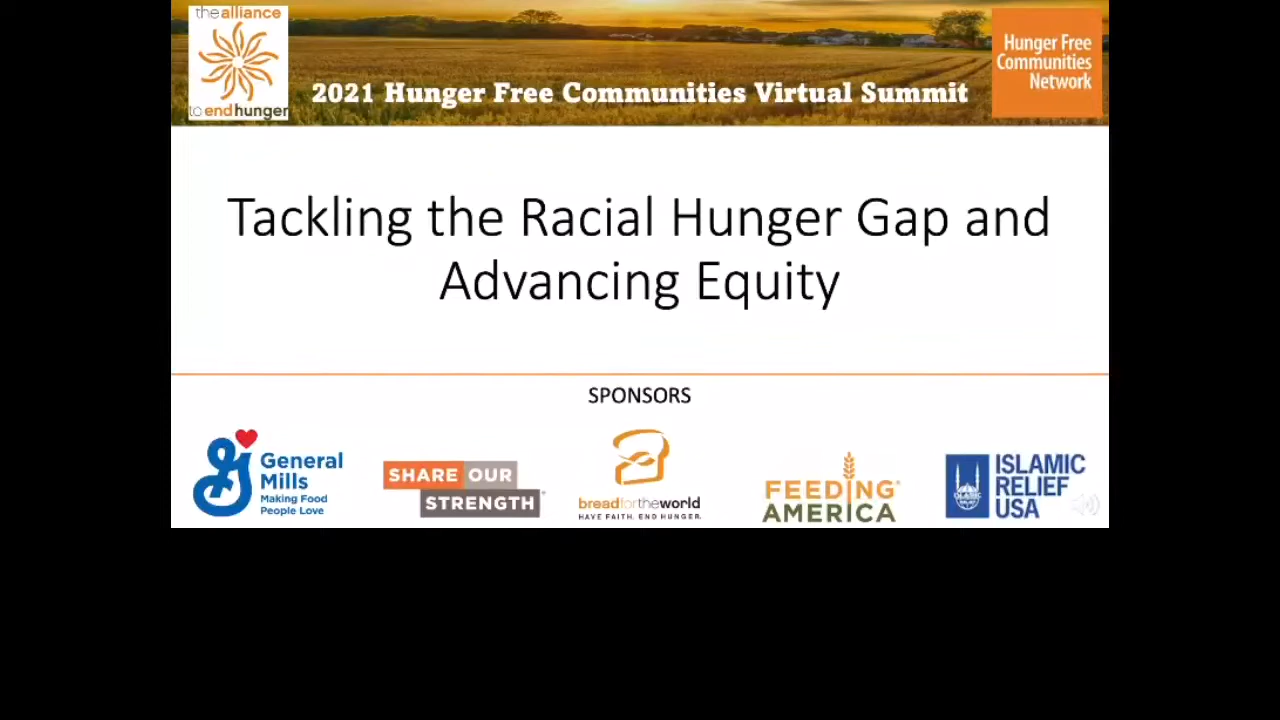 the alliance
to end hunger
2021 Hunger Free Communities Virtual Summit
Hunger Free
Communities
Network
Tackling the Racial Hunger Gap and
Advancing Equity
SPONSORS
General
Mills
Making Food
People Love
SHARE OUR
STRENGTH
breadfortheworld
HAVE FAITH. END HUNGER.
FEEDING
AMERICA
ISLAMIC
RELIEF
USA